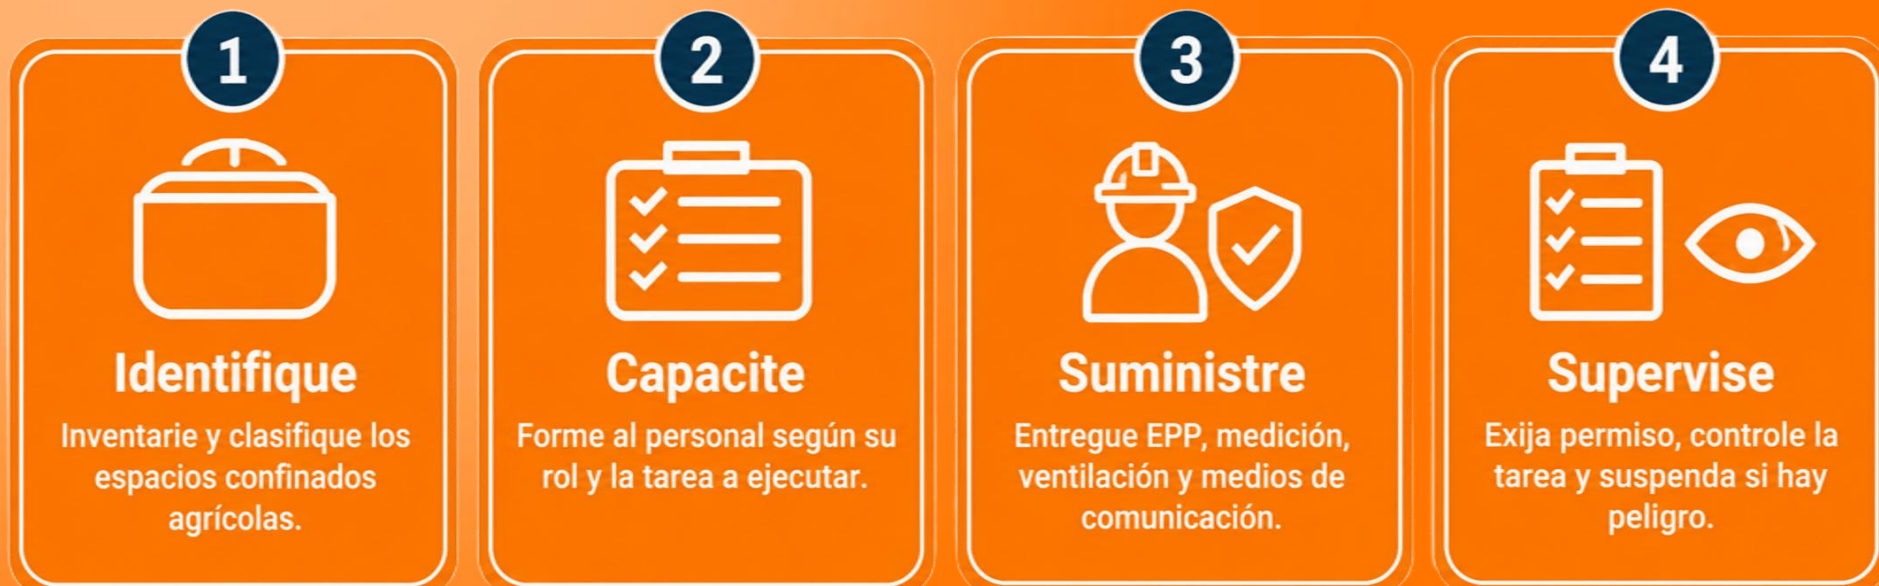 1
Identifique
Inventarie y clasifique los
espacios confinados
agrícolas.
2
Capacite
Forme al personal según su
rol y la tarea a ejecutar.
3
Suministre
Entregue EPP, medición,
ventilación y medios de
comunicación.
4
Supervise
Exija permiso, controle la
tarea y suspenda si hay
peligro.